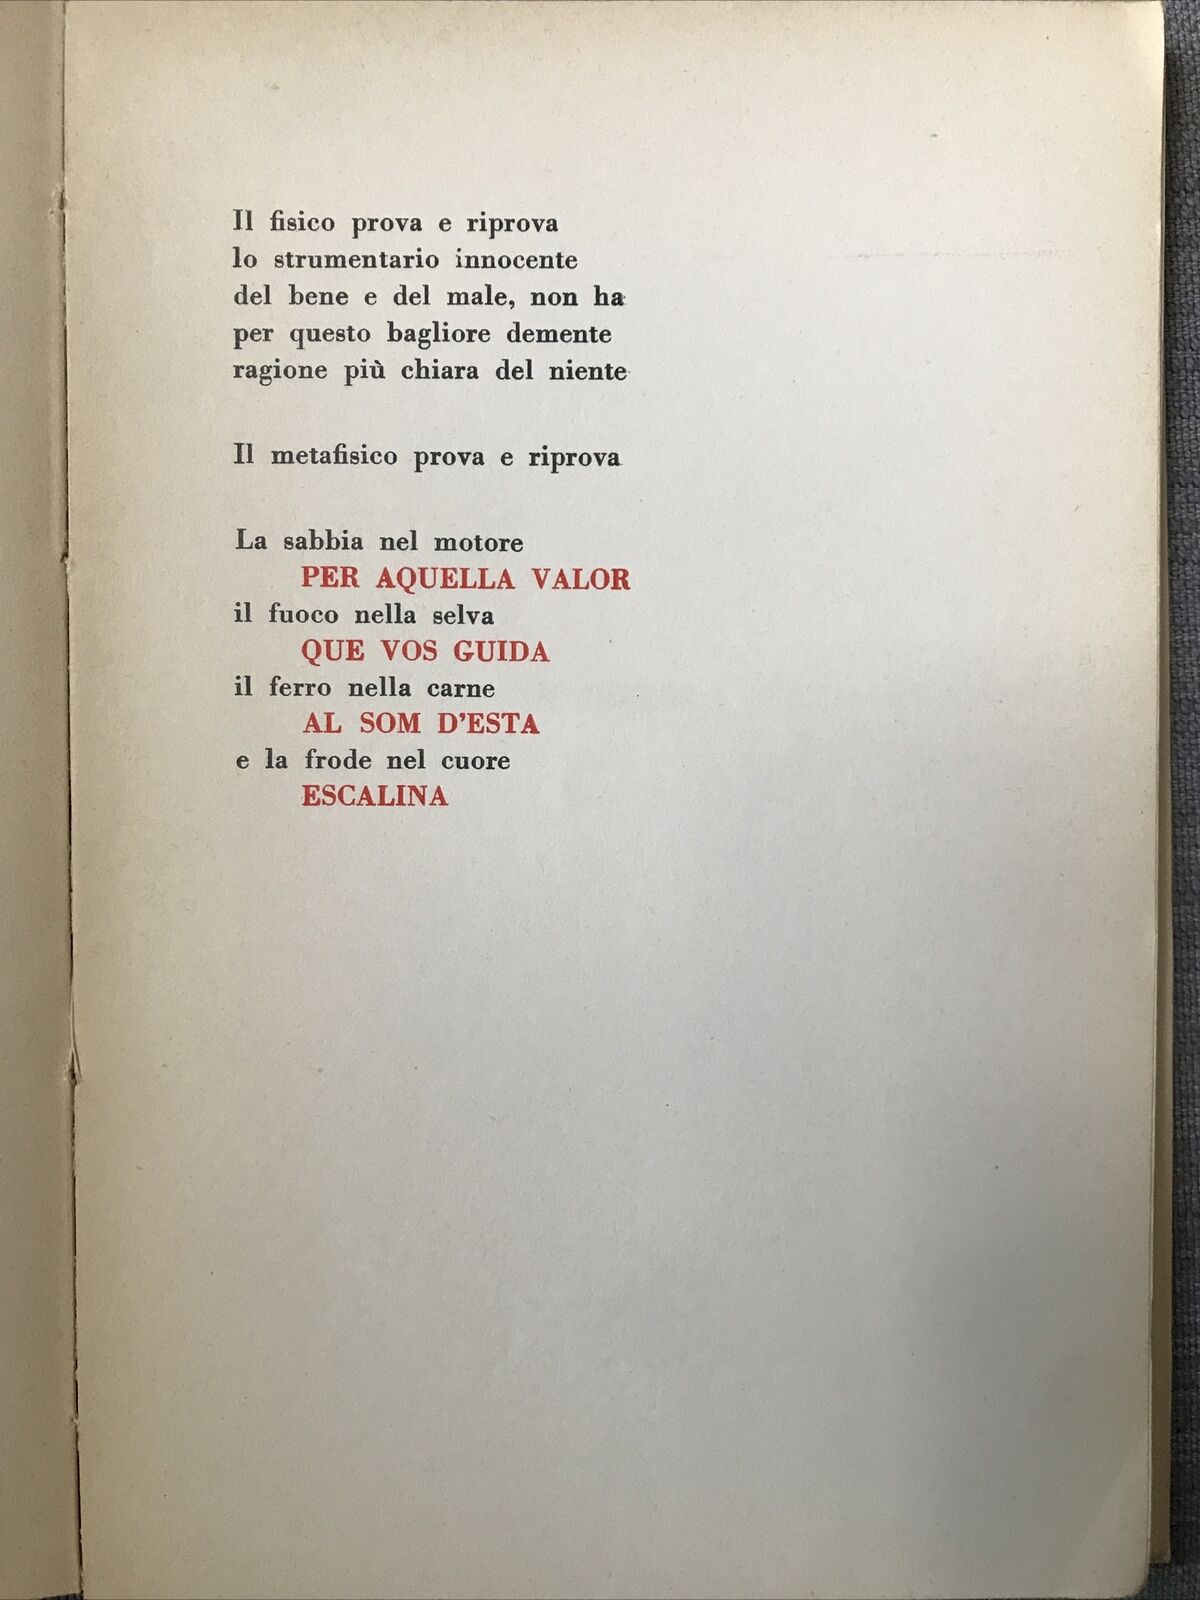 Il fisico prova e riprova
lo strumentario innocente
del bene e del male, non ha
per questo bagliore demente
ragione più chiara del niente
Il metafisico prova e riprova
La sabbia nel motore
PER AQUELLA VALOR
il fuoco nella selva
QUE VOS GUIDA
il ferro nella carne
AL SOM D'ESTA
e la frode nel cuore
ESCALINA